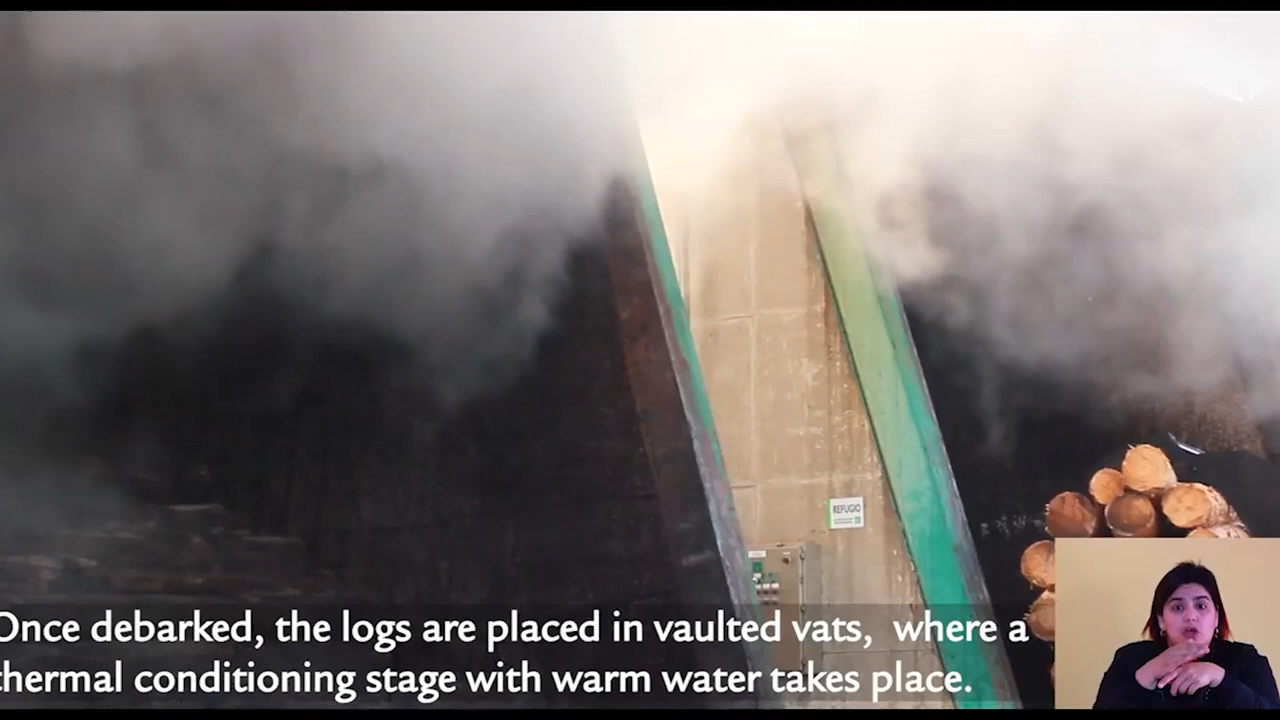 REFUGIO
Once debarked, the logs are placed in vaulted vats, where a
thermal conditioning stage with warm water takes place.